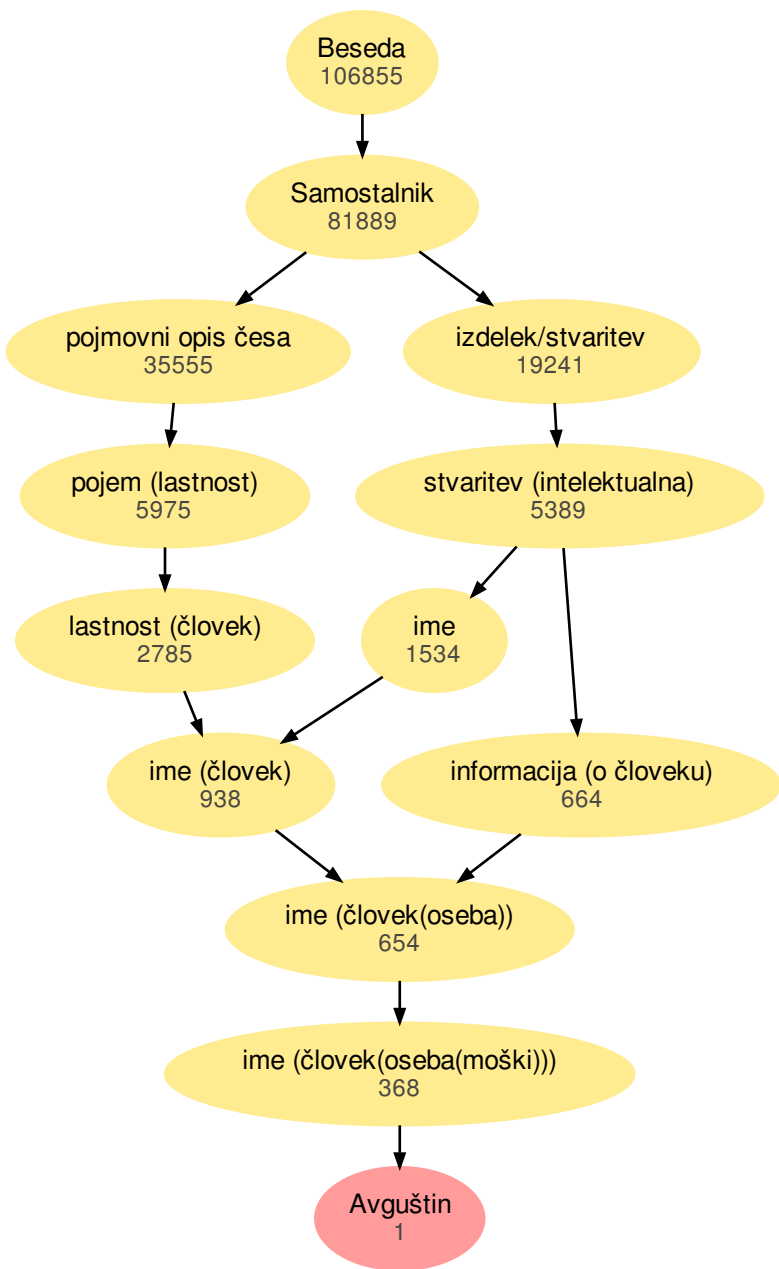 Beseda
106855
Samostalnik
81889
pojmovni opis česa
35555
izdelek/stvaritev
19241
pojem (lastnost)
5975
stvaritev (intelektualna)
5389
lastnost (človek)
2785
ime
1534
ime (človek)
938
informacija (o človeku)
664
ime (človek(oseba))
654
ime (človek(oseba(moški)))
368
Avguštin
1